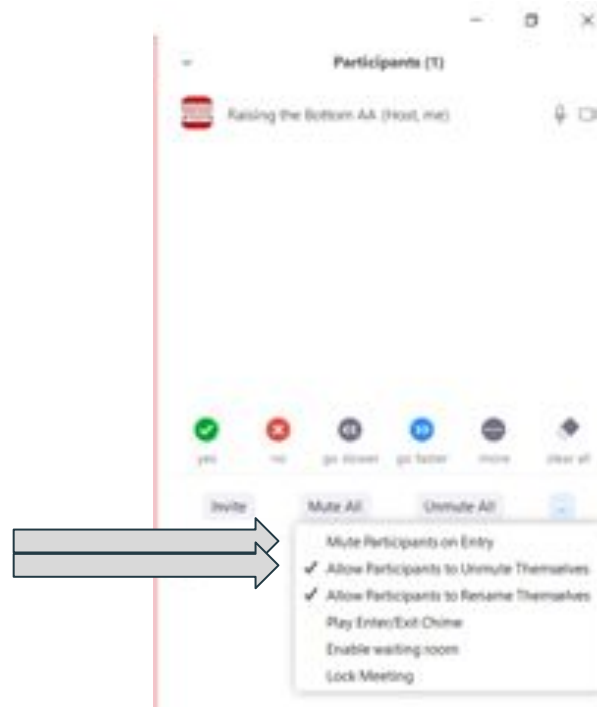 Participants (1)
Raising the Bottom AA (Host, me)
yes no go slower go faster more clear all
Invite Mute All Unmute All
Mute Participants on Entry
✓ Allow Participants to Unmute Themselves
✓ Allow Participants to Rename Themselves
Play Enter/Exit Chime
Enable waiting room
Lock Meeting